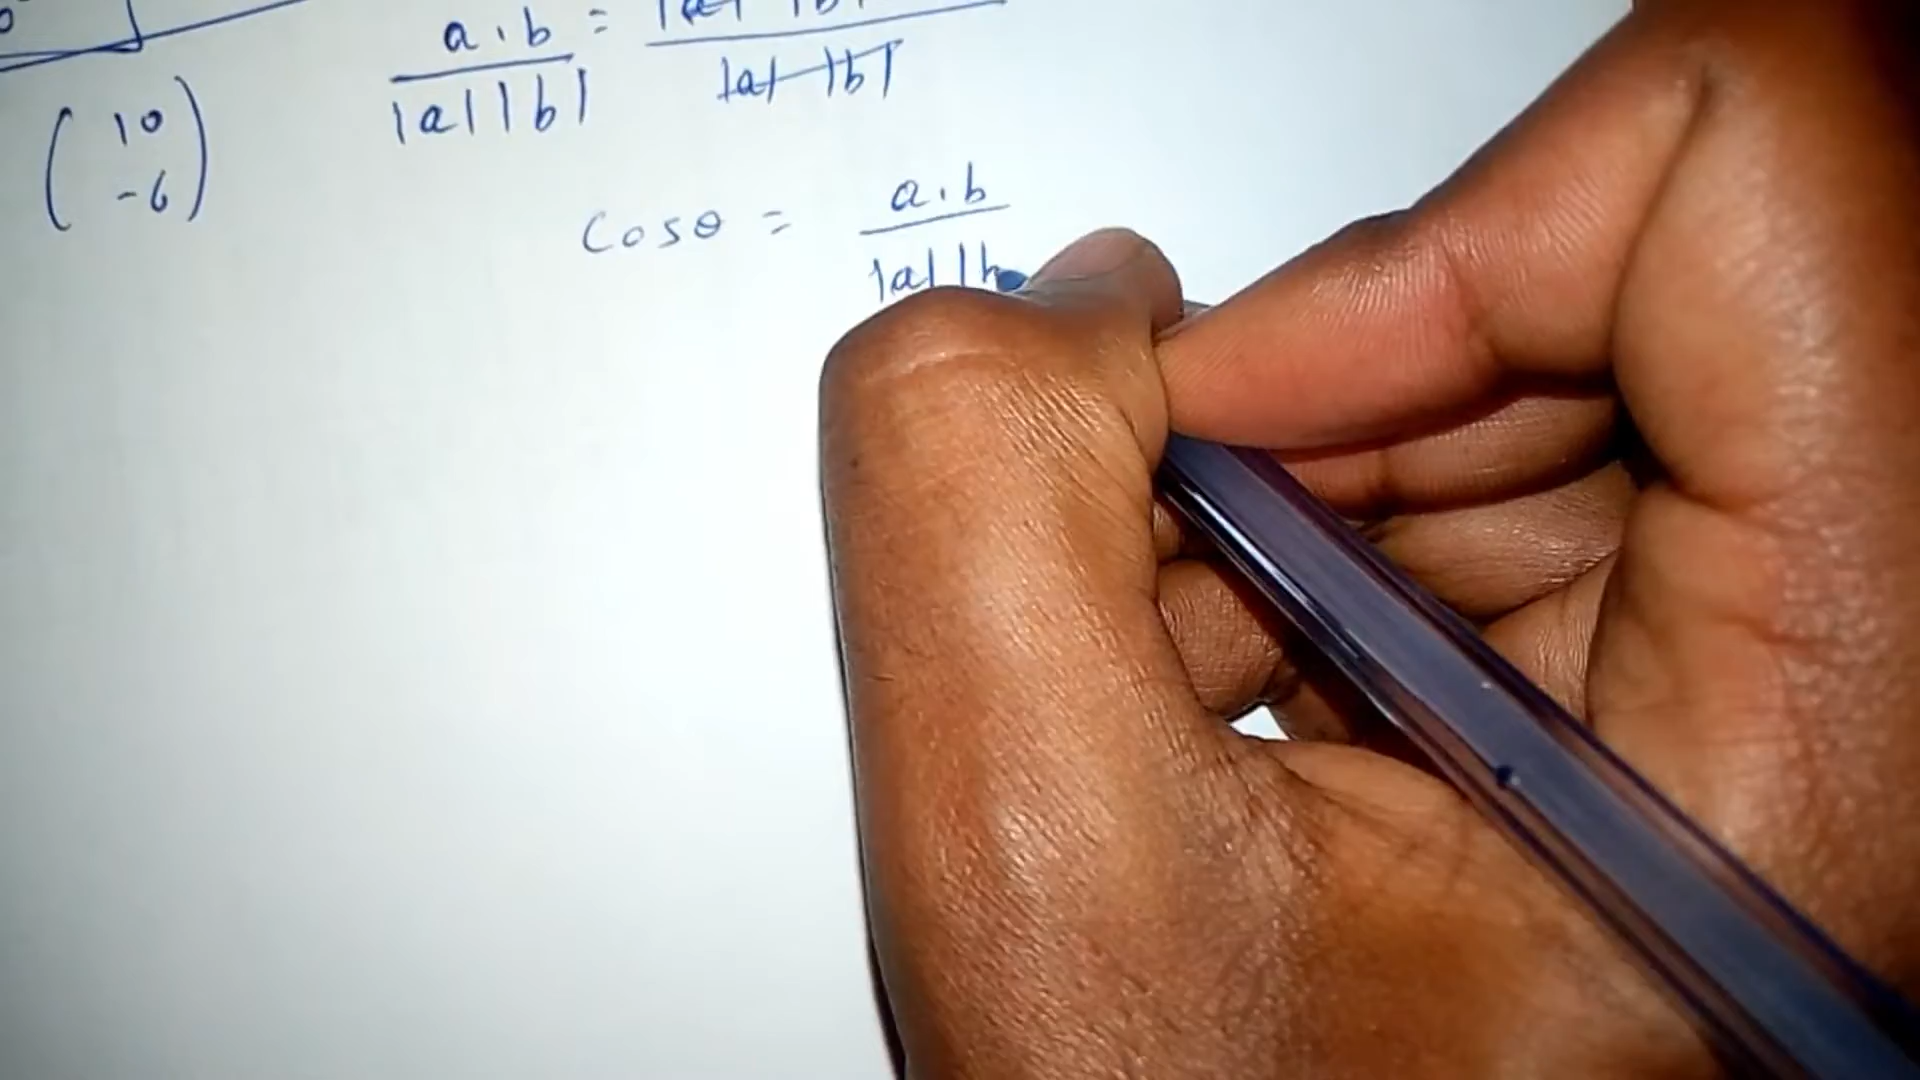 a.b = |a| |b|
|a||b| |a| |b|
( 10 )
( -6 )
Cosθ = a.b
|a||b